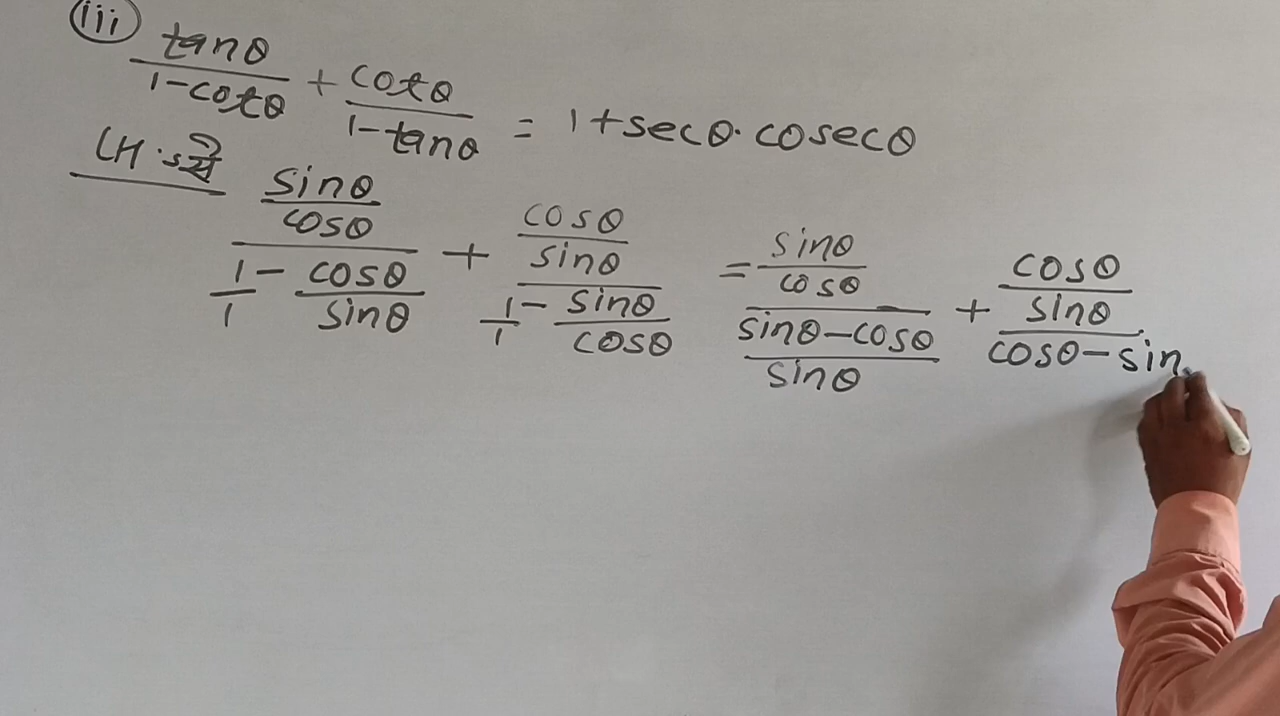 (iii) tanθ/1-cotθ + cotθ/1-tanθ = 1+secθ·cosecθ
LH·S से
sinθ/cosθ / 1/1 - cosθ/sinθ + cosθ/sinθ / 1/1 - sinθ/cosθ = sinθ/cosθ / sinθ-cosθ/sinθ + cosθ/sinθ / cosθ-sin